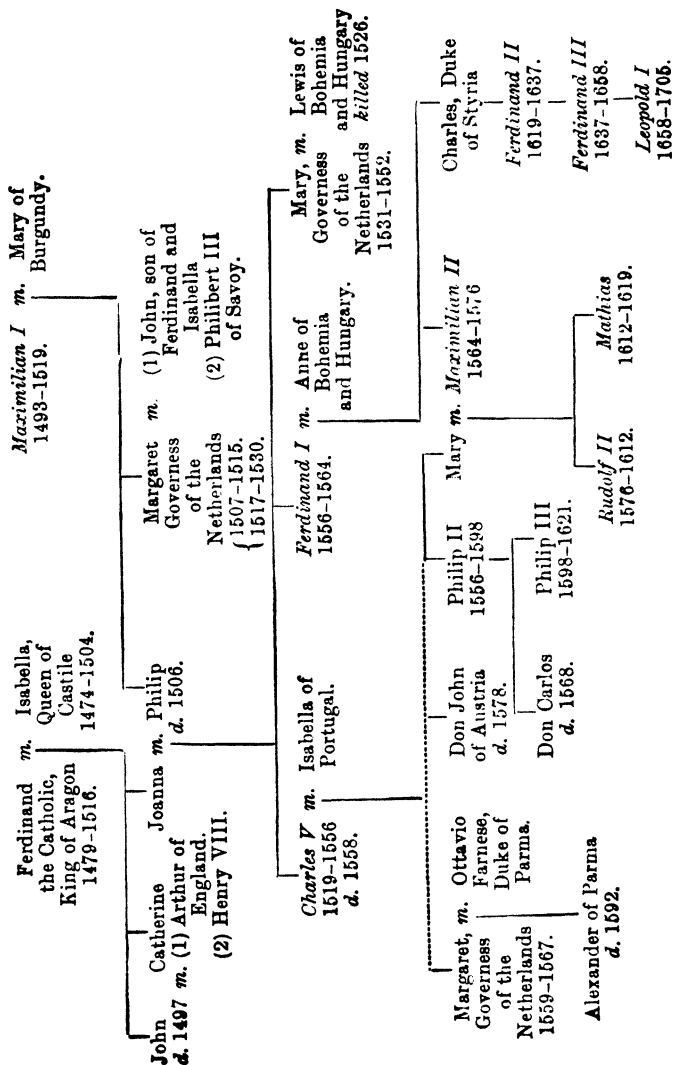 Ferdinand m. Isabella,
the Catholic, Queen of
King of Aragon Castile
1479–1516. 1474–1504.
Maximilian I m. Mary of
1493–1519. Burgundy.
John
d. 1497
Catherine
m. (1) Arthur of
England.
(2) Henry VIII.
Joanna m. Philip
d. 1506.
Margaret m. (1) John, son of
Governess Ferdinand and
of the Isabella
Netherlands (2) Philibert III
{1507–1515. of Savoy.
{1517–1530.
Charles V m. Isabella of
1519–1556 Portugal.
d. 1558.
Ferdinand I m. Anne of
1556–1564. Bohemia
and Hungary.
Mary, m. Lewis of
Governess Bohemia
of the and Hungary
Netherlands killed 1526.
1531–1552.
Margaret, m. Ottavio
Governess Farnese,
of the Duke of
Netherlands Parma.
1559–1567.
Don John
of Austria
d. 1578.
Philip II
1556–1598
Mary m. Maximilian II
1564–1576
Charles, Duke
of Styria
Alexander of Parma
d. 1592.
Don Carlos
d. 1568.
Philip III
1598–1621.
Rudolf II
1576–1612.
Mathias
1612–1619.
Ferdinand II
1619–1637.
Ferdinand III
1637–1658.
Leopold I
1658–1705.